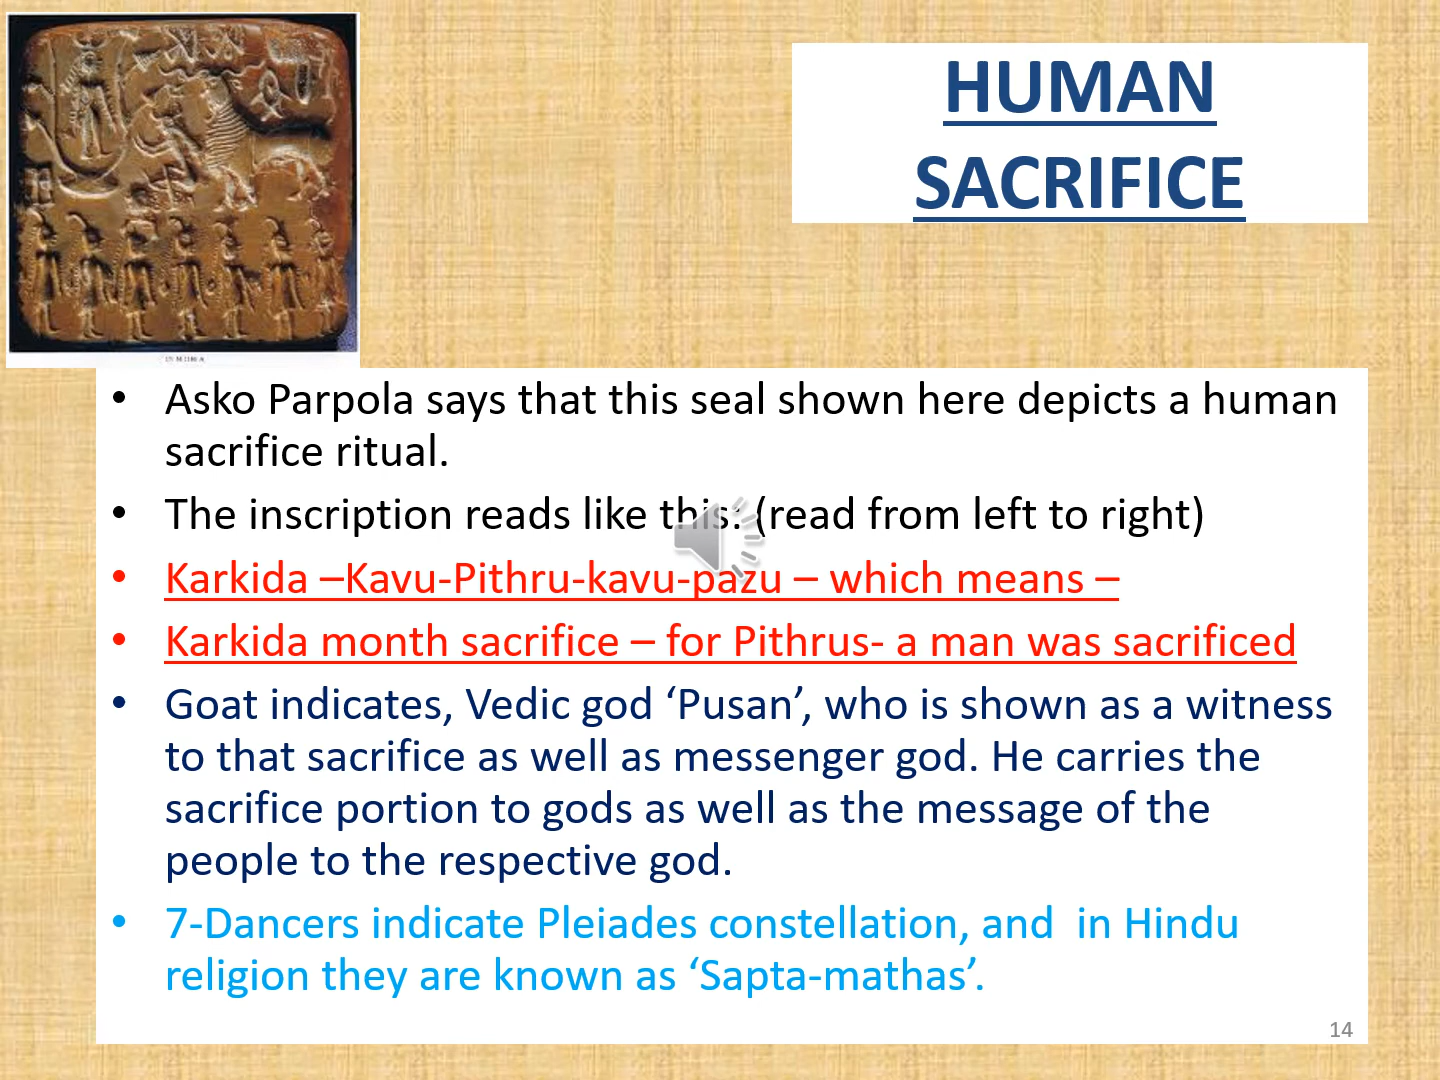 HUMAN
SACRIFICE
• Asko Parpola says that this seal shown here depicts a human
sacrifice ritual.
• The inscription reads like this: (read from left to right)
• Karkida –Kavu-Pithru-kavu-pazu – which means –
• Karkida month sacrifice – for Pithrus- a man was sacrificed
• Goat indicates, Vedic god ‘Pusan’, who is shown as a witness
to that sacrifice as well as messenger god. He carries the
sacrifice portion to gods as well as the message of the
people to the respective god.
• 7-Dancers indicate Pleiades constellation, and  in Hindu
religion they are known as ‘Sapta-mathas’.
14